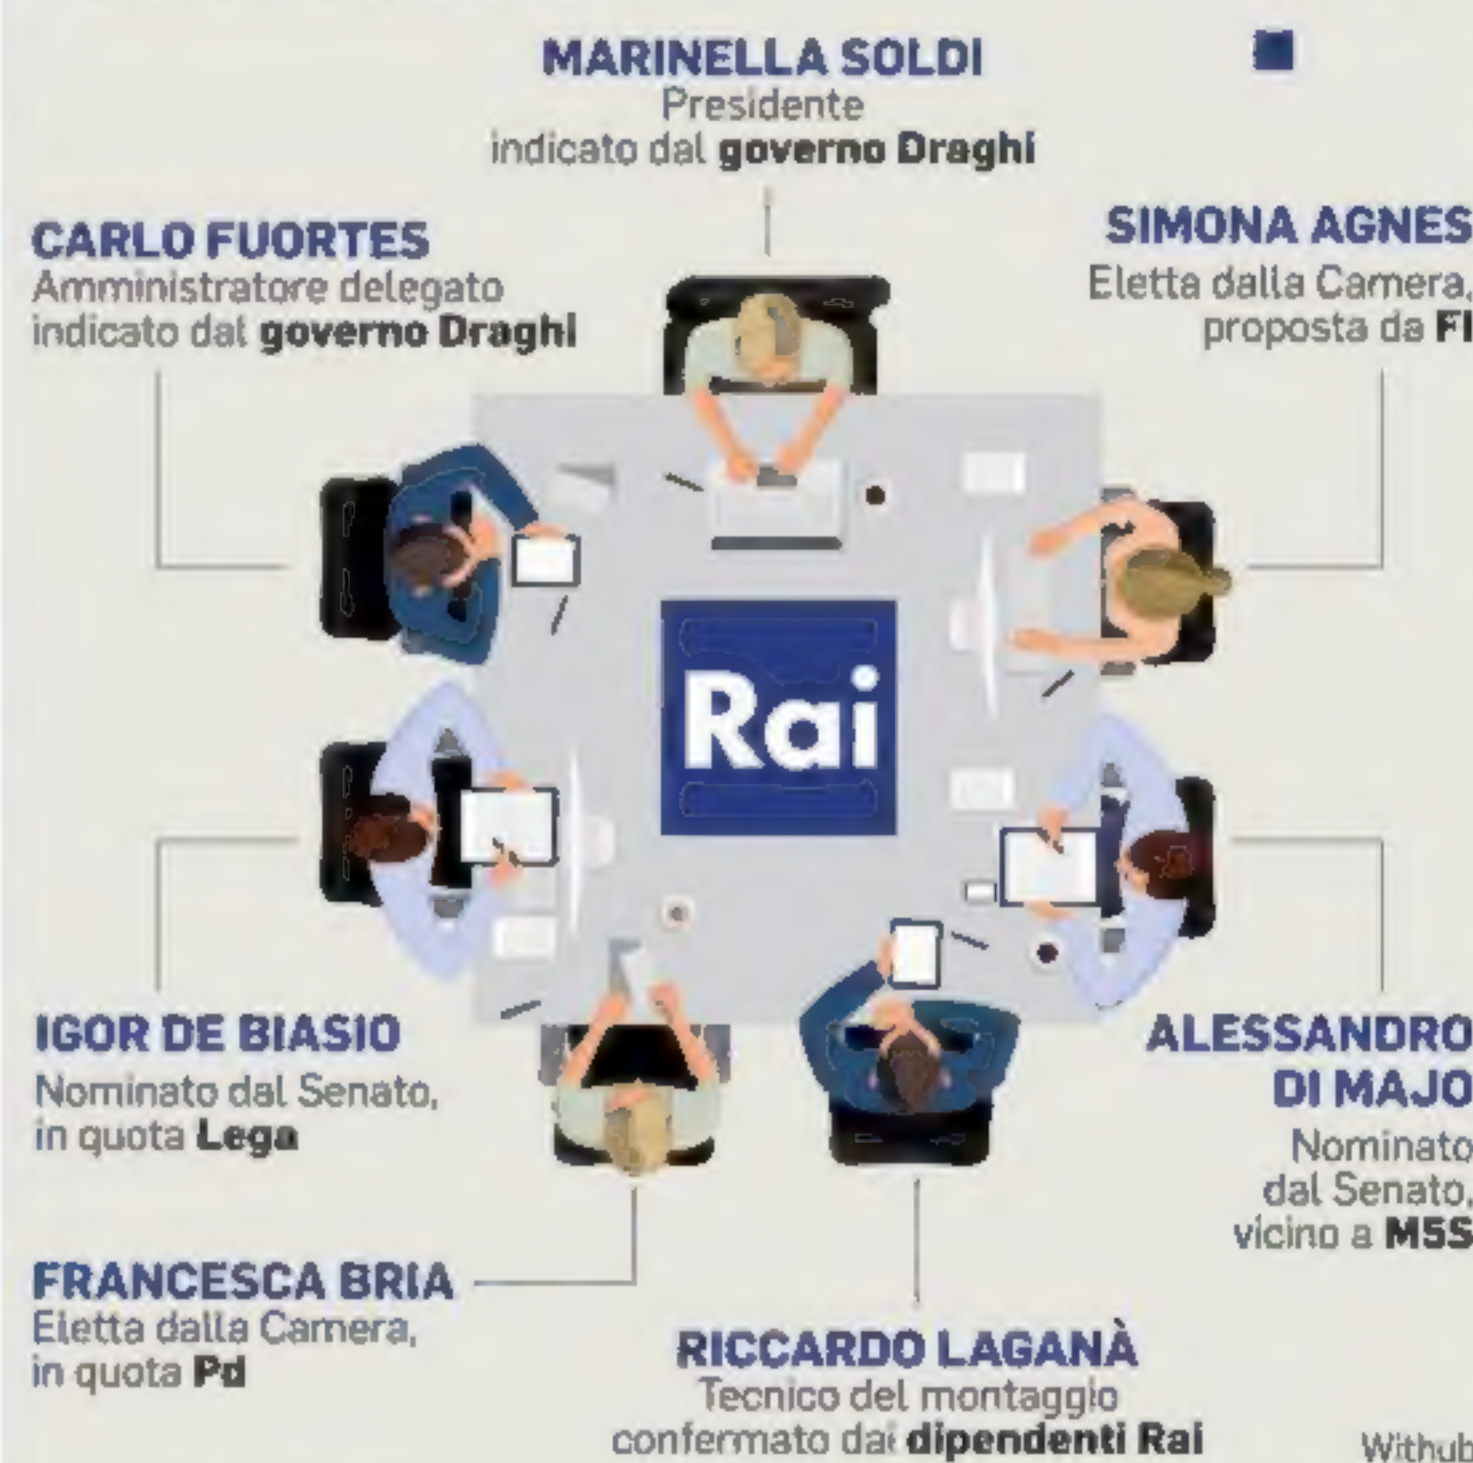 MARINELLA SOLDI
Presidente
indicato dal governo Draghi
CARLO FUORTES
Amministratore delegato
indicato dal governo Draghi
SIMONA AGNES
Eletta dalla Camera,
proposta da FI
Rai
IGOR DE BIASIO
Nominato dal Senato,
in quota Lega
ALESSANDRO
DI MAJO
Nominato
dal Senato,
vicino a M5S
FRANCESCA BRIA
Eletta dalla Camera,
in quota Pd
RICCARDO LAGANÀ
Tecnico del montaggio
confermato dai dipendenti Rai
Withub